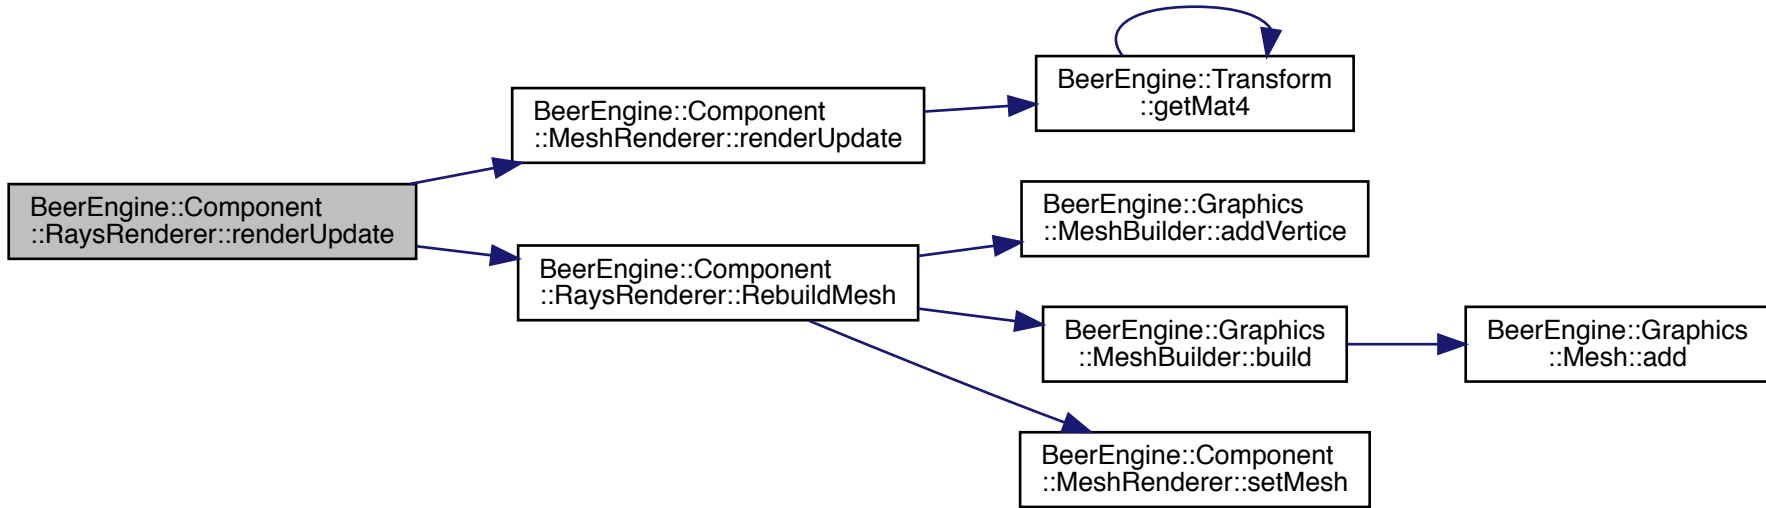 BeerEngine::Component
::RaysRenderer::renderUpdate
BeerEngine::Component
::MeshRenderer::renderUpdate
BeerEngine::Transform
::getMat4
BeerEngine::Component
::RaysRenderer::RebuildMesh
BeerEngine::Graphics
::MeshBuilder::addVertice
BeerEngine::Graphics
::MeshBuilder::build
BeerEngine::Graphics
::Mesh::add
BeerEngine::Component
::MeshRenderer::setMesh